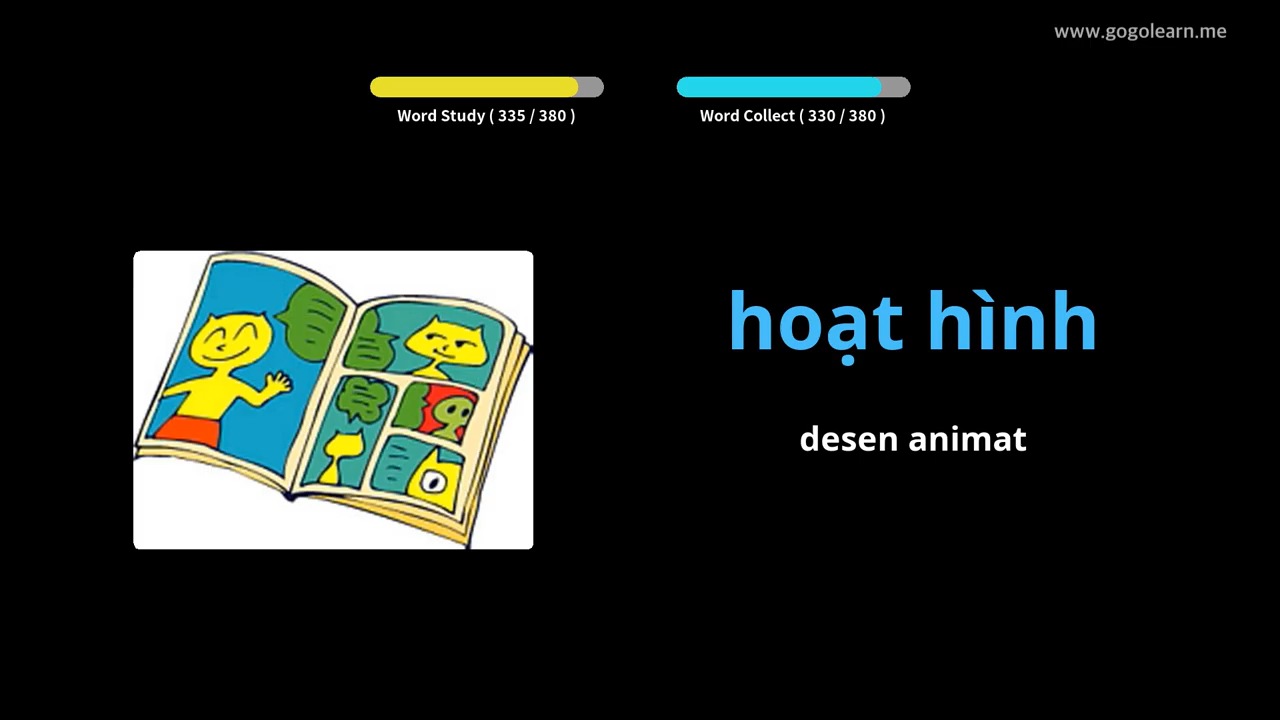 www.gogolearn.me
Word Study ( 335 / 380 )
Word Collect ( 330 / 380 )
hoạt hình
desen animat